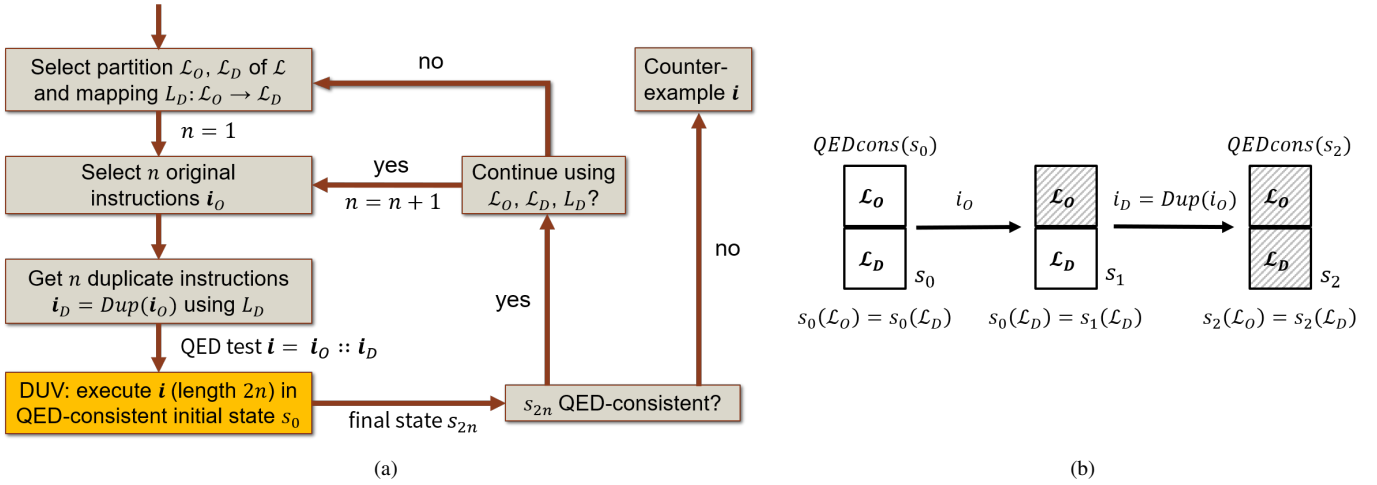 Select partition 𝓛_O, 𝓛_D of 𝓛
and mapping L_D: 𝓛_O → 𝓛_D
no
Counter-
example i
n = 1
Select n original
instructions i_O
yes
n = n + 1
Continue using
𝓛_O, 𝓛_D, L_D?
no
Get n duplicate instructions
i_D = Dup(i_O) using L_D
yes
QED test i = i_O :: i_D
DUV: execute i (length 2n) in
QED-consistent initial state s_0
final state s_2n
s_2n QED-consistent?
(a)
QEDcons(s_0)
QEDcons(s_2)
𝓛_O
i_O
𝓛_O
i_D = Dup(i_O)
𝓛_O
𝓛_D
s_0
𝓛_D
s_1
𝓛_D
s_2
s_0(𝓛_O) = s_0(𝓛_D)
s_0(𝓛_D) = s_1(𝓛_D)
s_2(𝓛_O) = s_2(𝓛_D)
(b)